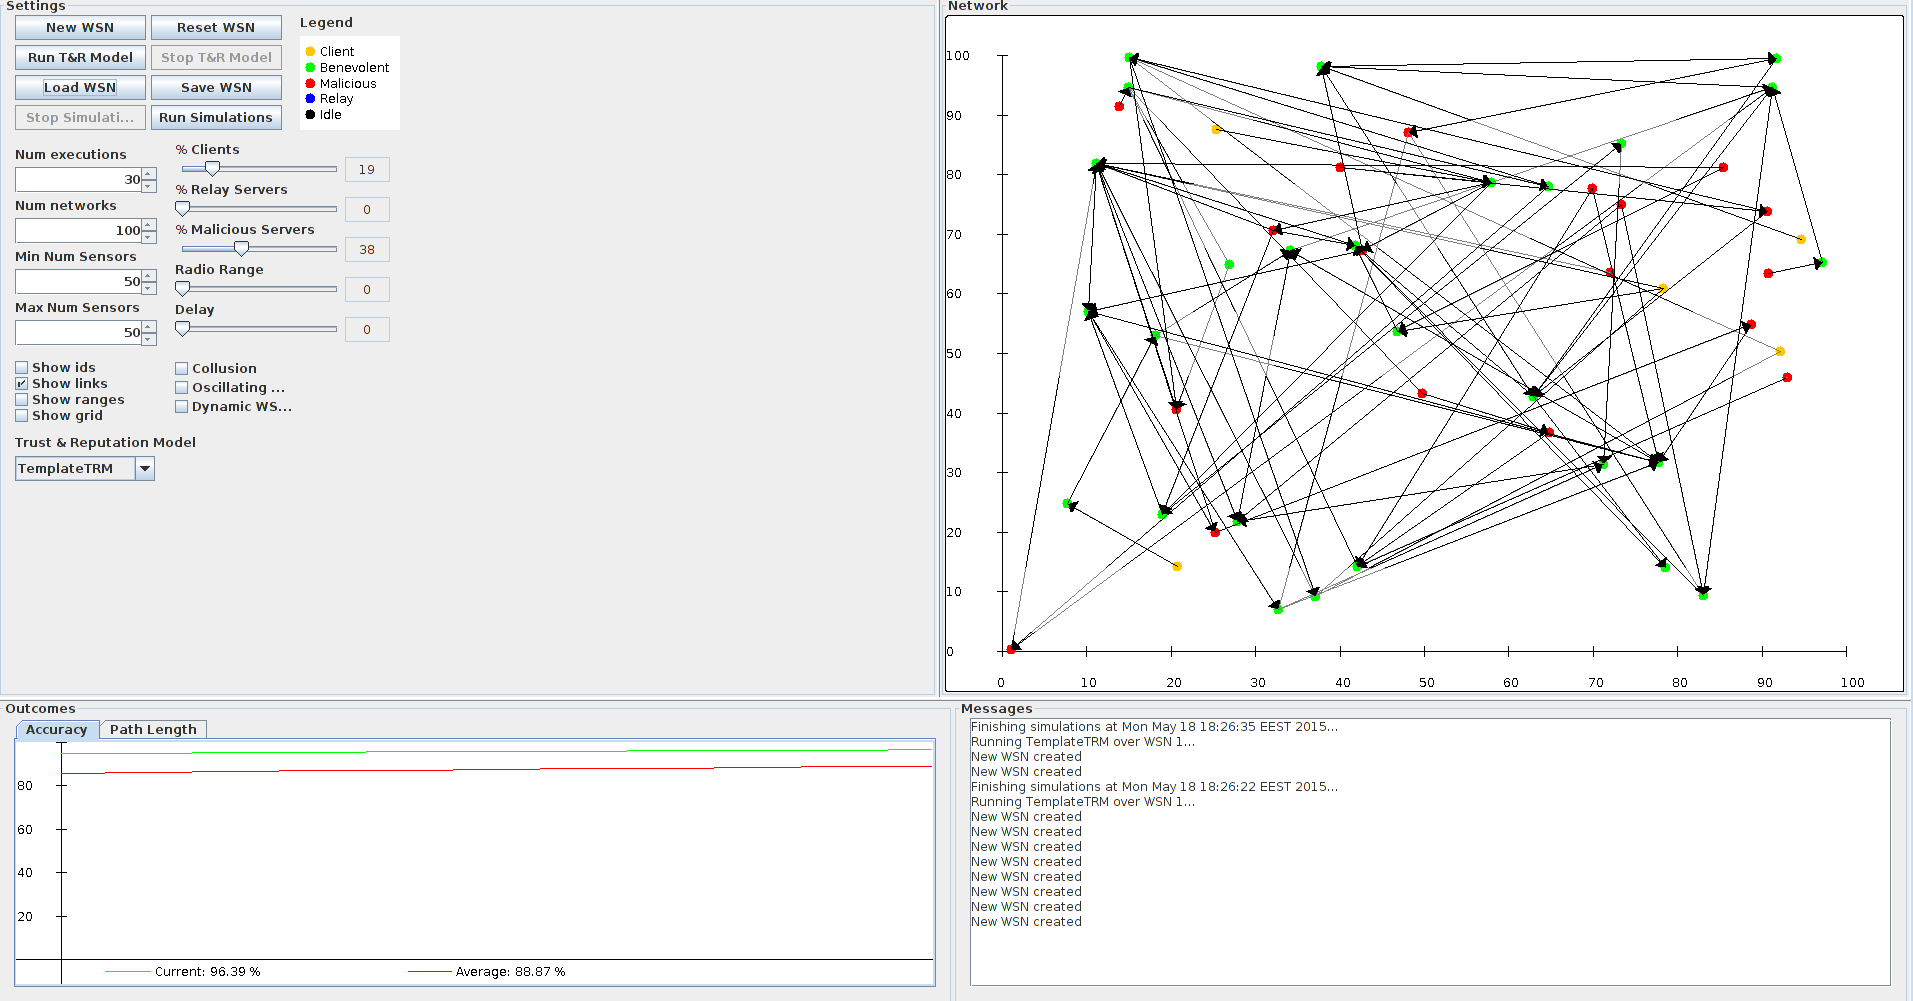 Settings
New WSN
Reset WSN
Run T&R Model
Stop T&R Model
Load WSN
Save WSN
Stop Simulati...
Run Simulations
Legend
Client
Benevolent
Malicious
Relay
Idle
Num executions
30
Num networks
100
Min Num Sensors
50
Max Num Sensors
50
% Clients
19
% Relay Servers
0
% Malicious Servers
38
Radio Range
0
Delay
0
Show ids
Show links
Show ranges
Show grid
Collusion
Oscillating ...
Dynamic WS...
Trust & Reputation Model
TemplateTRM
Network
100
90
80
70
60
50
40
30
20
10
0
0 10 20 30 40 50 60 70 80 90 100
Outcomes
Accuracy
Path Length
80
60
40
20
Current: 96.39 %
Average: 88.87 %
Messages
Finishing simulations at Mon May 18 18:26:35 EEST 2015...
Running TemplateTRM over WSN 1...
New WSN created
New WSN created
Finishing simulations at Mon May 18 18:26:22 EEST 2015...
Running TemplateTRM over WSN 1...
New WSN created
New WSN created
New WSN created
New WSN created
New WSN created
New WSN created
New WSN created
New WSN created